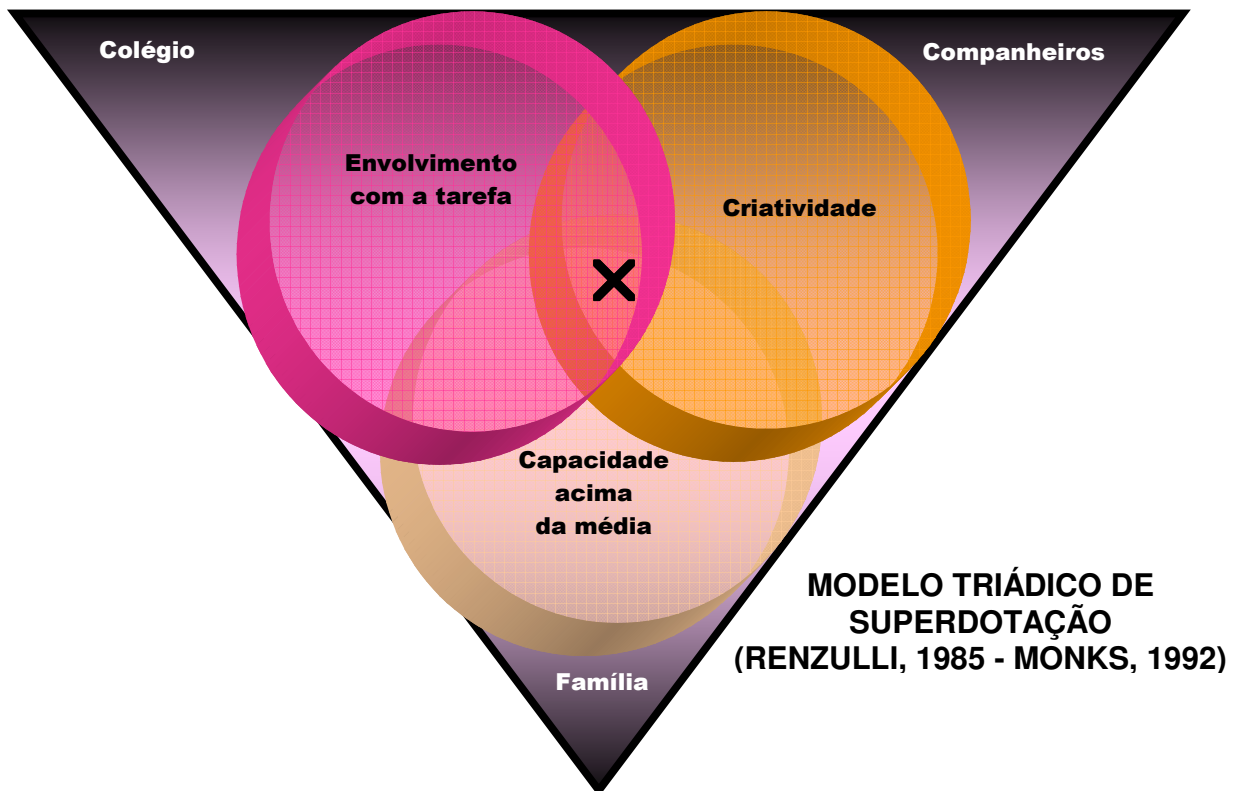 Colégio
Companheiros
Envolvimento
com a tarefa
Criatividade
Capacidade
acima
da média
MODELO TRIÁDICO DE
SUPERDOTAÇÃO
(RENZULLI, 1985 - MONKS, 1992)
Família